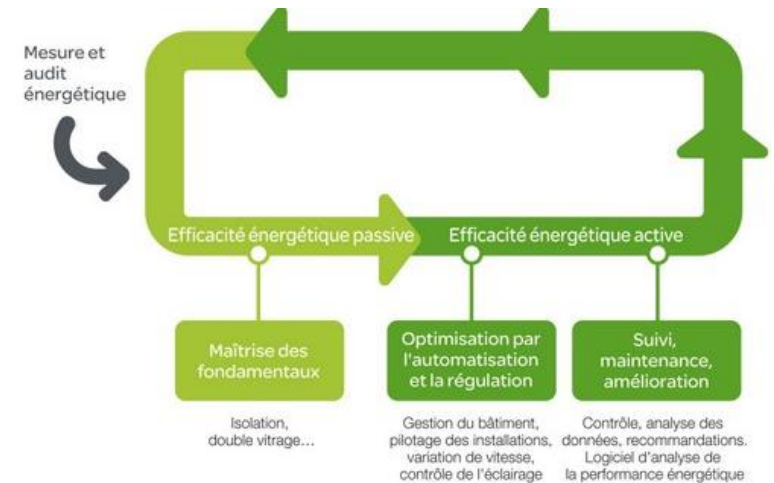 Mesure et
audit
énergétique
Efficacité énergétique passive
Efficacité énergétique active
Maîtrise des
fondamentaux
Isolation,
double vitrage...
Optimisation par
l'automatisation
et la régulation
Gestion du bâtiment,
pilotage des installations,
variation de vitesse,
contrôle de l'éclairage
Suivi,
maintenance,
amélioration
Contrôle, analyse des
données, recommandations.
Logiciel d'analyse de
la performance énergétique